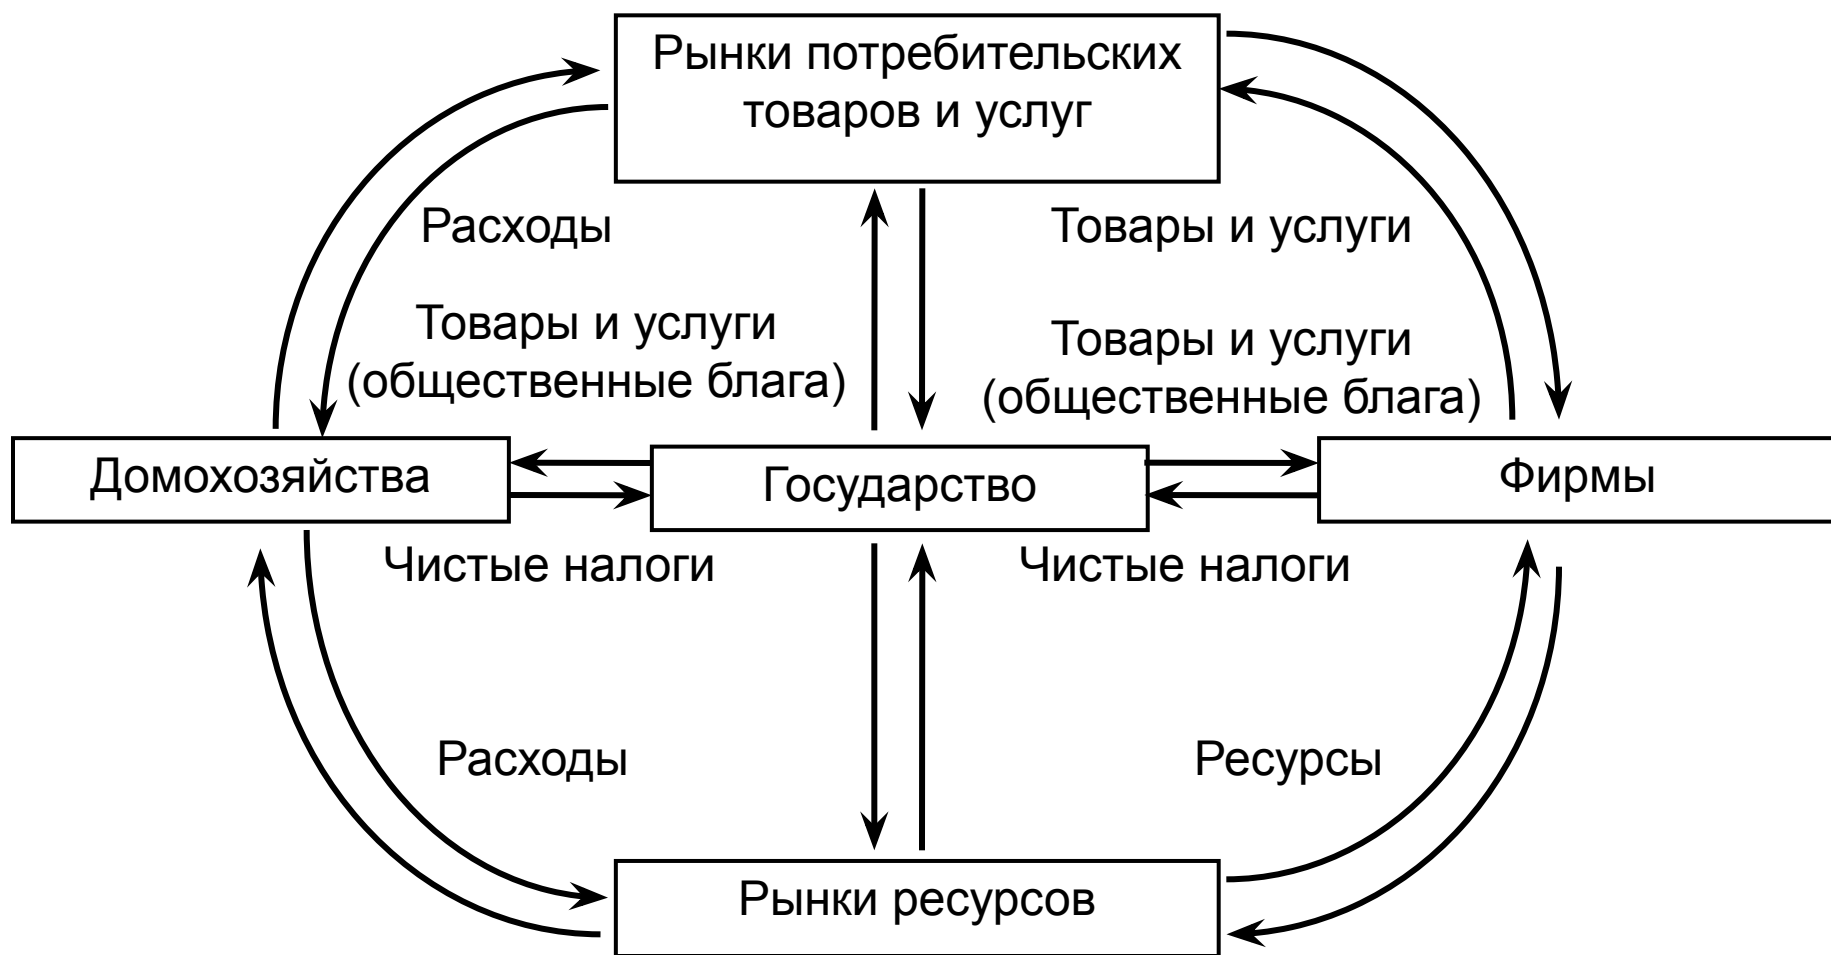 Рынки потребительских
товаров и услуг
Расходы
Товары и услуги
Товары и услуги
(общественные блага)
Товары и услуги
(общественные блага)
Домохозяйства
Государство
Фирмы
Чистые налоги
Чистые налоги
Расходы
Ресурсы
Рынки ресурсов